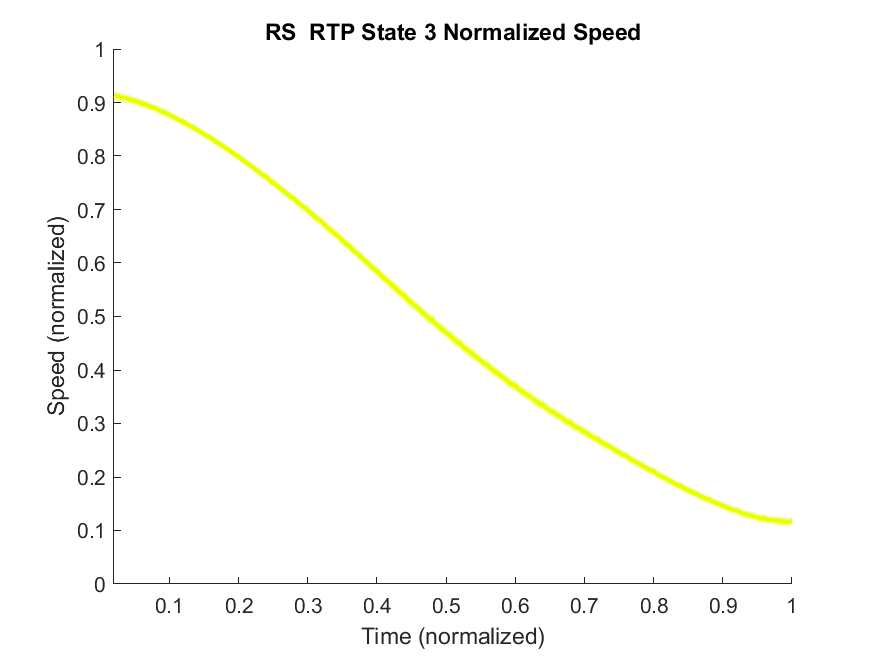 RS  RTP State 3 Normalized Speed
1
0.9
0.8
0.7
0.6
0.5
0.4
0.3
0.2
0.1
0
Speed (normalized)
0.1 0.2 0.3 0.4 0.5 0.6 0.7 0.8 0.9 1
Time (normalized)